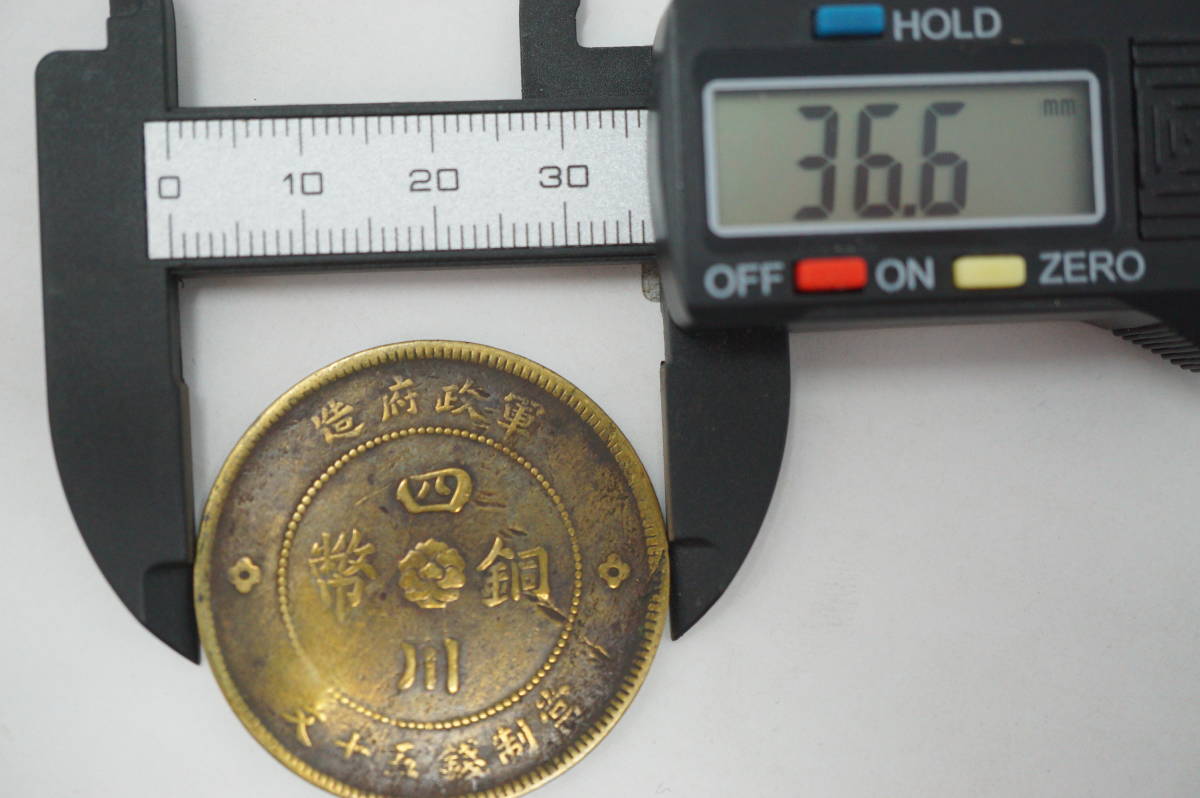 HOLD
36.6 mm
OFF ON ZERO
0 10 20 30
軍政府造
四川
銅幣
當制錢五十文